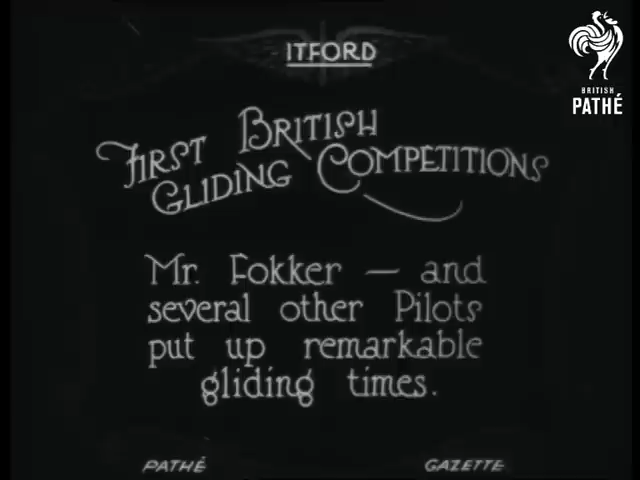 ITFORD
BRITISH
PATHÉ
FIRST BRITISH
GLIDING COMPETITIONS
Mr. Fokker — and
several other Pilots
put up remarkable
gliding times.
PATHÉ GAZETTE